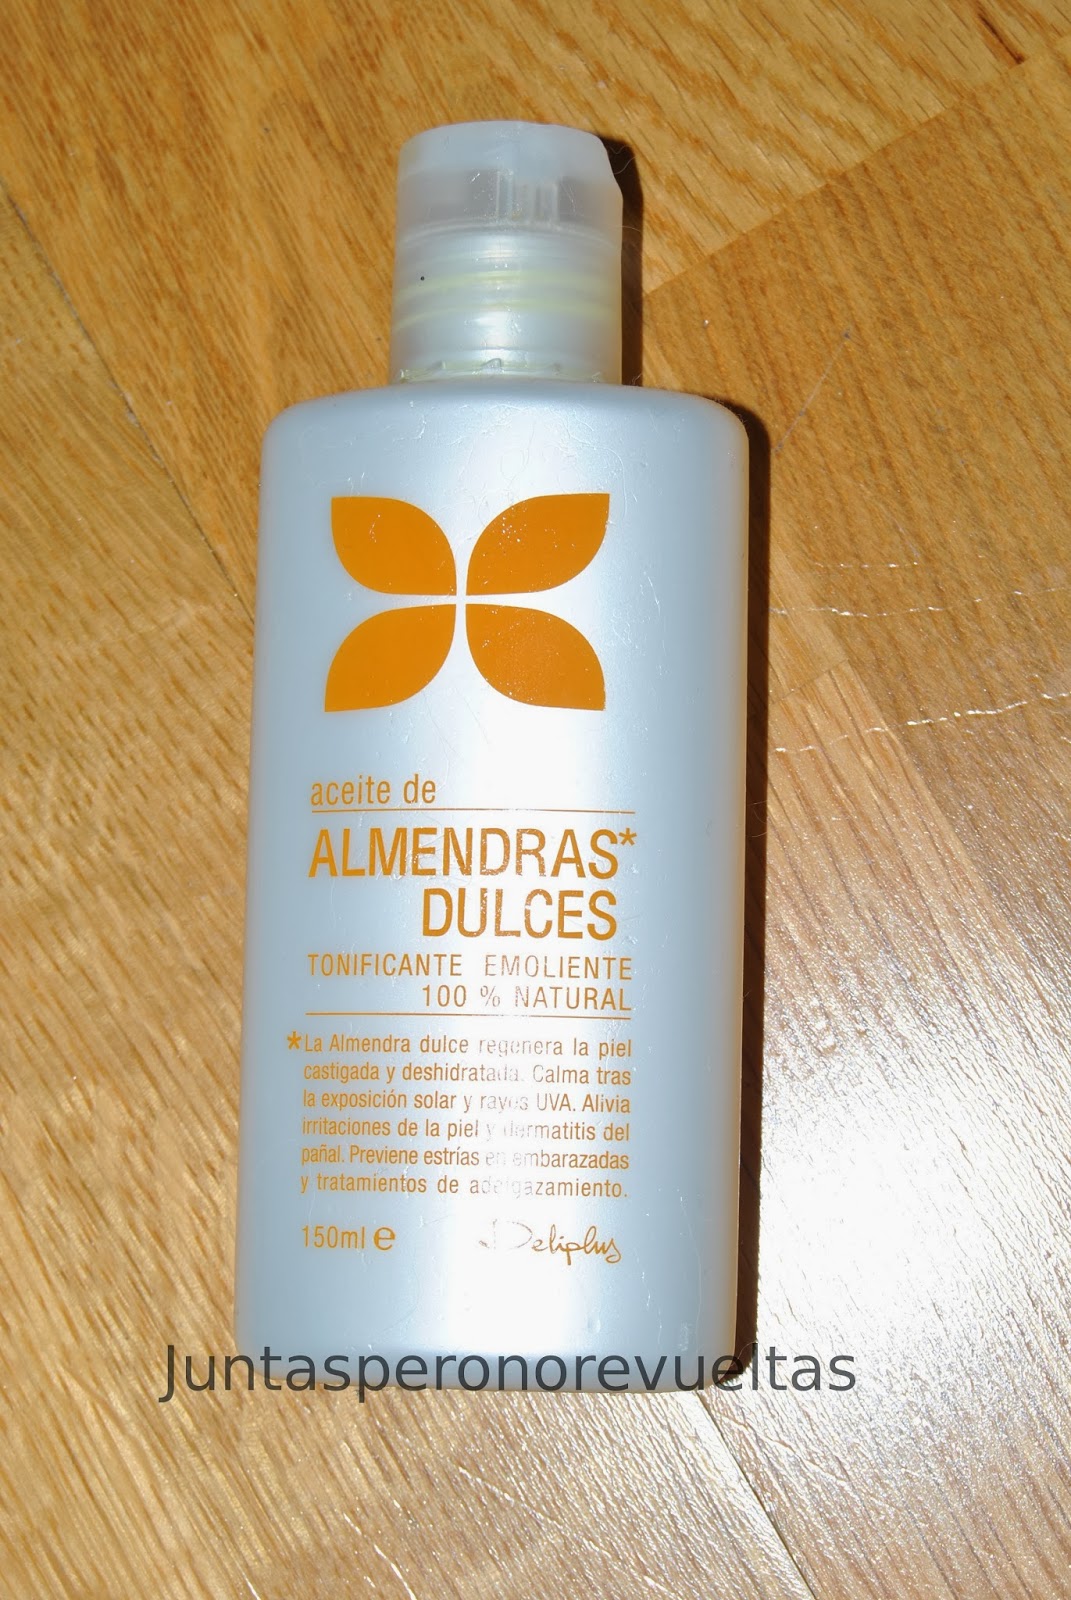 aceite de
ALMENDRAS*
DULCES
TONIFICANTE EMOLIENTE
100 % NATURAL
*La Almendra dulce regenera la piel
castigada y deshidratada. Calma tras
la exposición solar y rayos UVA. Alivia
irritaciones de la piel y dermatitis del
pañal. Previene estrías en embarazadas
y tratamientos de adelgazamiento.
150ml ℮ Deliplus
Juntasperonorevueltas